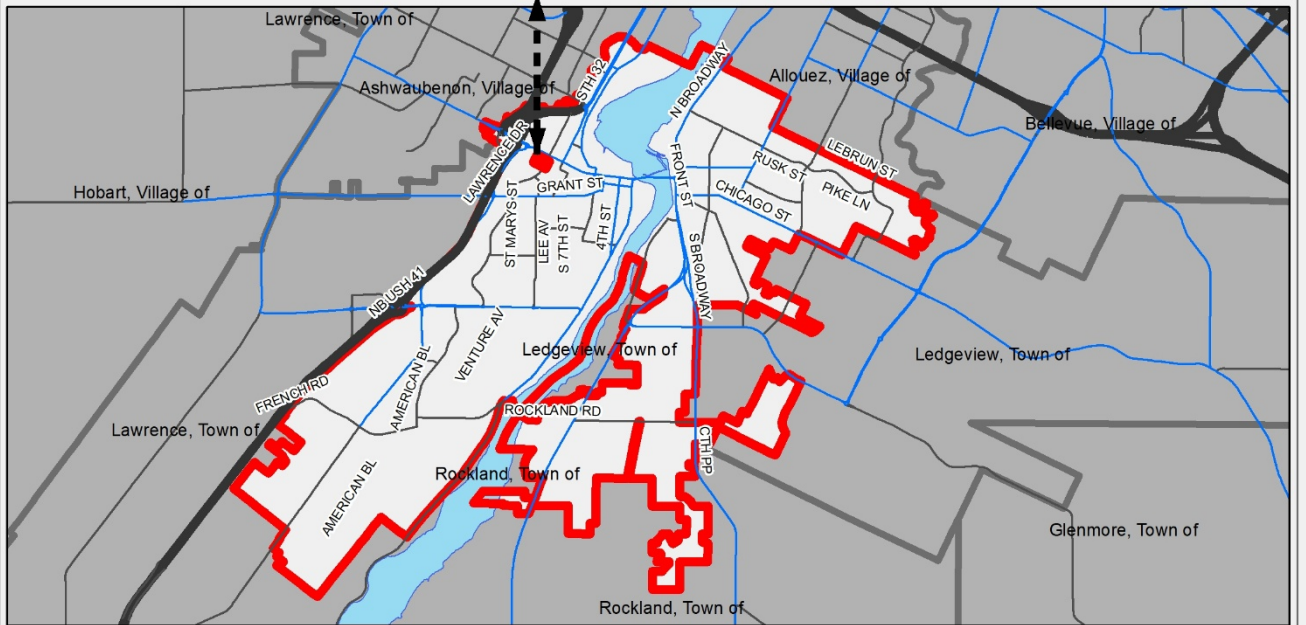 Lawrence, Town of
STH 32
N BROADWAY
Allouez, Village of
Ashwaubenon, Village of
Bellevue, Village of
LAWRENCE DR
LEBRUN ST
RUSK ST
FRONT ST
PIKE LN
Hobart, Village of
GRANT ST
CHICAGO ST
ST MARYS ST
LEE AV
S 7TH ST
4TH ST
S BROADWAY
NB USH 41
VENTURE AV
Ledgeview, Town of
Ledgeview, Town of
AMERICAN BL
FRENCH RD
ROCKLAND RD
Lawrence, Town of
CTH PP
Rockland, Town of
AMERICAN BL
Glenmore, Town of
Rockland, Town of